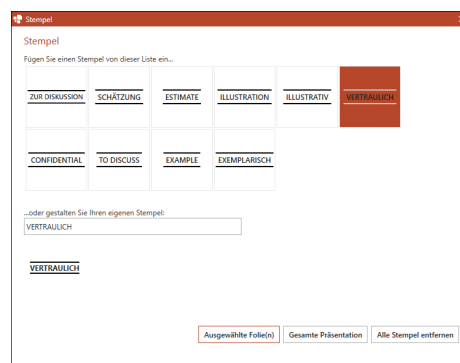 Stempel
Stempel
Fügen Sie einen Stempel von dieser Liste ein...
ZUR DISKUSSION SCHÄTZUNG ESTIMATE ILLUSTRATION ILLUSTRATIV VERTRAULICH
CONFIDENTIAL TO DISCUSS EXAMPLE EXEMPLARISCH
...oder gestalten Sie Ihren eigenen Stempel:
VERTRAULICH
VERTRAULICH
Ausgewählte Folie(n) Gesamte Präsentation Alle Stempel entfernen